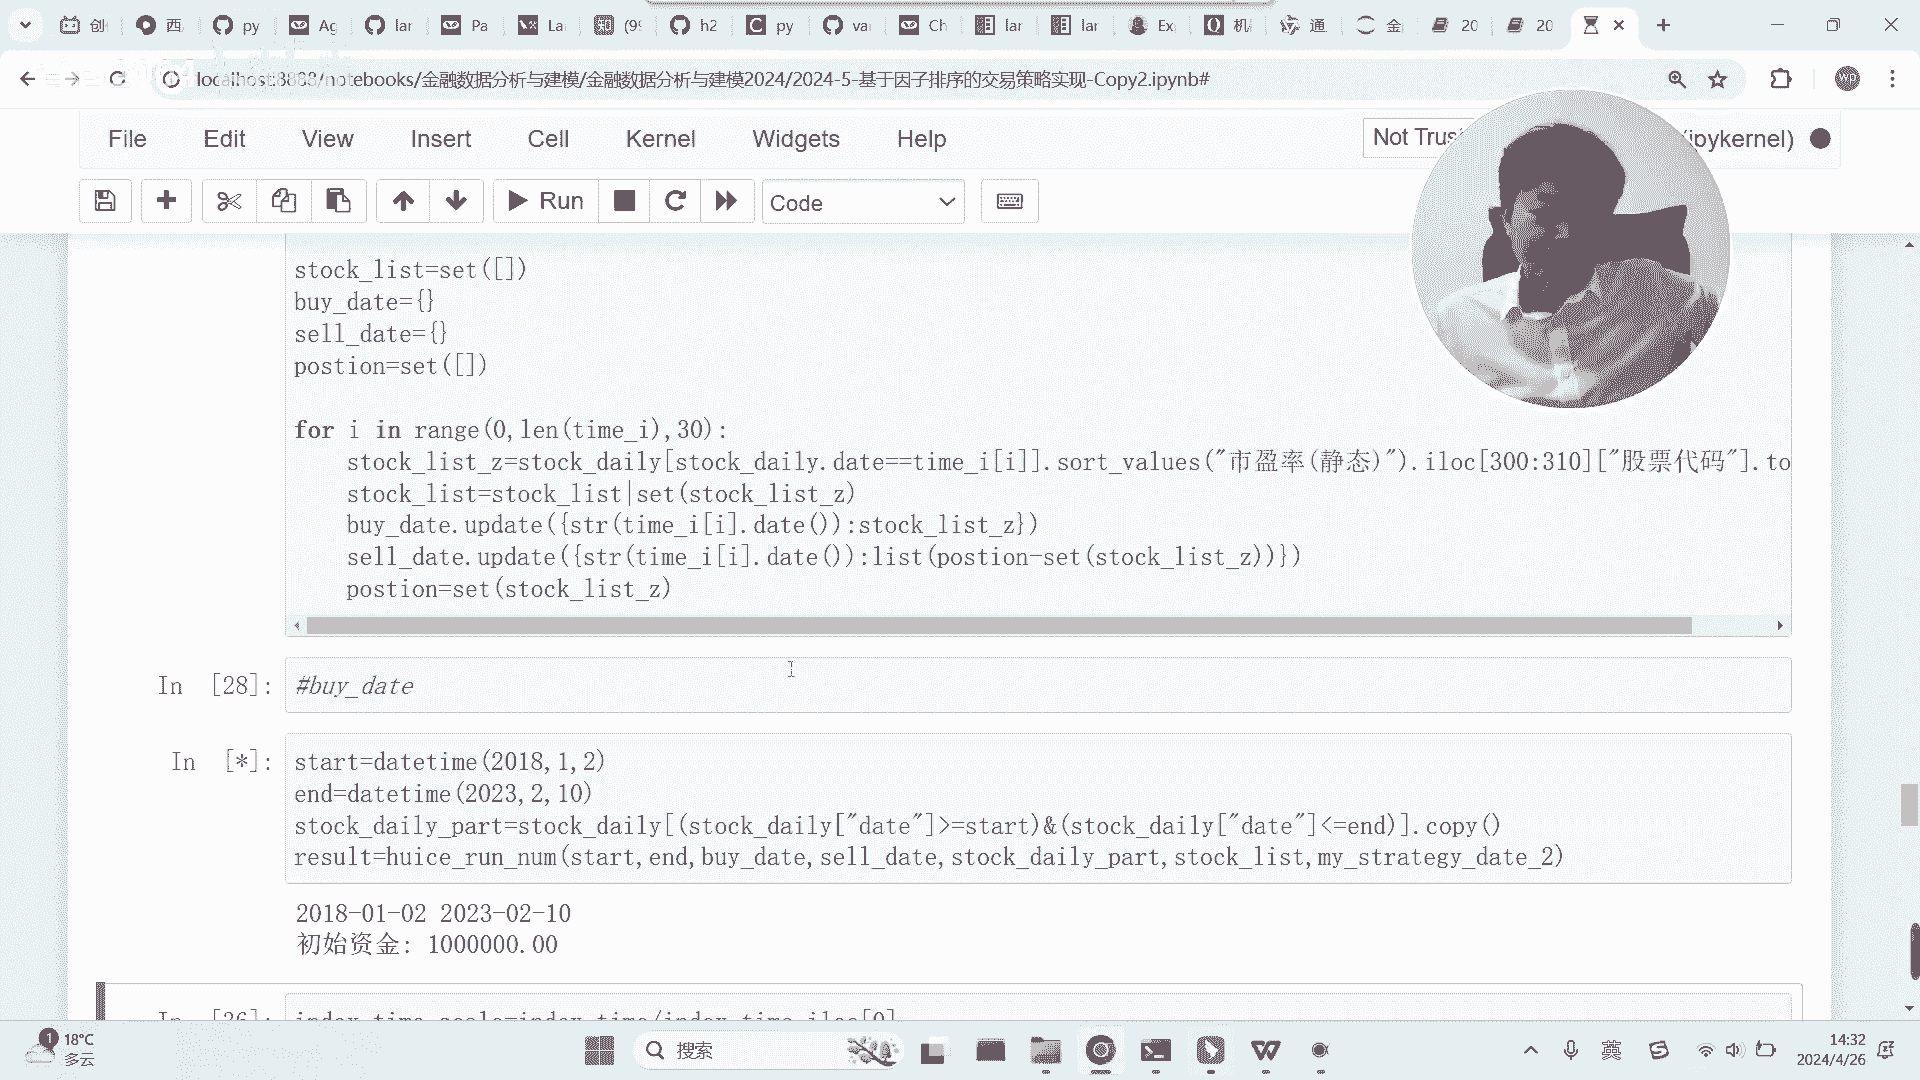 创
西
py
Ag
lar
Pa
La
(9
h2
py
va
Ch
lar
lar
Ex
机
通
金
20
20
localhost:8888/notebooks/金融数据分析与建模/金融数据分析与建模2024/2024-5-基于因子排序的交易策略实现-Copy2.ipynb#
wp
File Edit View Insert Cell Kernel Widgets Help
Not Trus
(ipykernel)
Run
Code
stock_list=set([])
buy_date={}
sell_date={}
postion=set([])
for i in range(0,len(time_i),30):
stock_list_z=stock_daily[stock_daily.date==time_i[i]].sort_values("市盈率(静态)").iloc[300:310]["股票代码"].to
stock_list=stock_list|set(stock_list_z)
buy_date.update({str(time_i[i].date()):stock_list_z})
sell_date.update({str(time_i[i].date()):list(postion-set(stock_list_z))})
postion=set(stock_list_z)
In [28]: #buy_date
In [*]: start=datetime(2018,1,2)
end=datetime(2023,2,10)
stock_daily_part=stock_daily[(stock_daily["date"]>=start)&(stock_daily["date"]<=end)].copy()
result=huice_run_num(start,end,buy_date,sell_date,stock_daily_part,stock_list,my_strategy_date_2)
2018-01-02 2023-02-10
初始资金: 1000000.00
In [26]: index_time_scale=index_time/index_time.iloc[0]
1
18°C
多云
搜索
英
14:32
2024/4/26